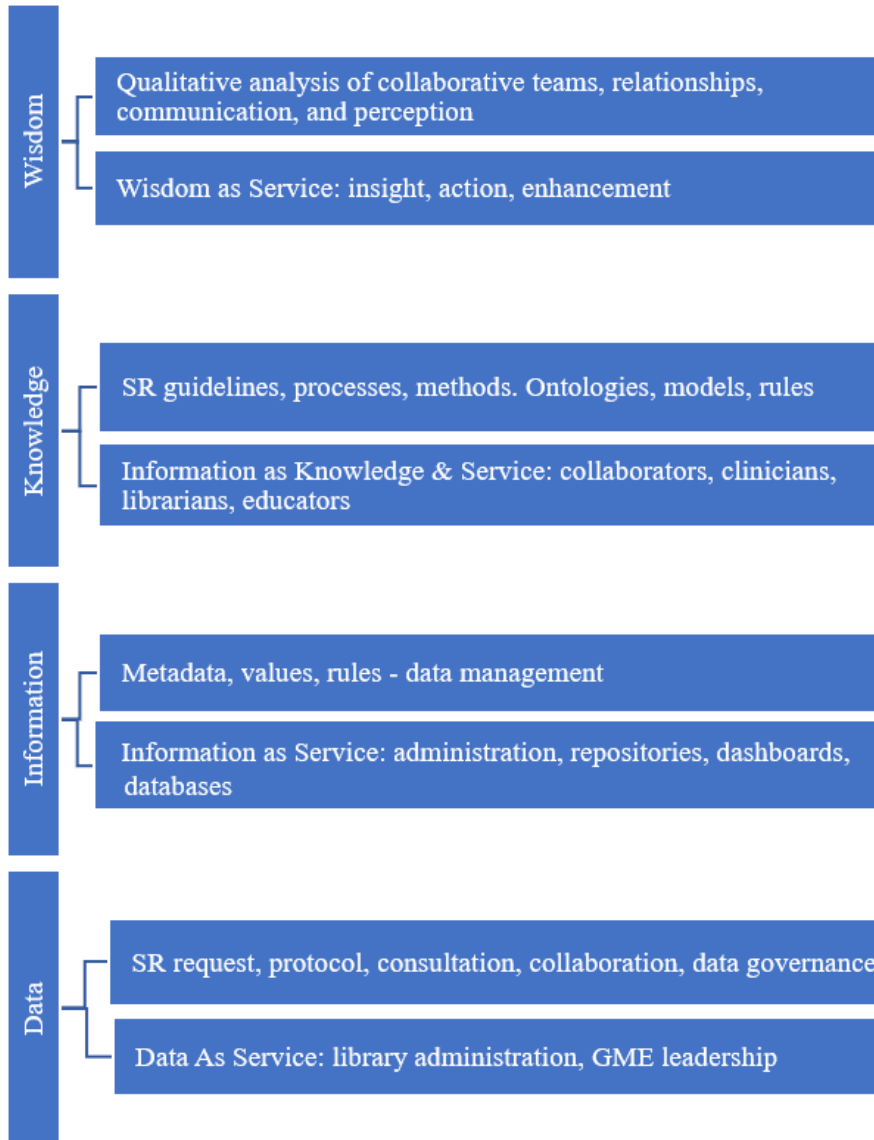 Wisdom
Qualitative analysis of collaborative teams, relationships,
communication, and perception
Wisdom as Service: insight, action, enhancement
Knowledge
SR guidelines, processes, methods. Ontologies, models, rules
Information as Knowledge & Service: collaborators, clinicians,
librarians, educators
Information
Metadata, values, rules - data management
Information as Service: administration, repositories, dashboards,
databases
Data
SR request, protocol, consultation, collaboration, data governance
Data As Service: library administration, GME leadership